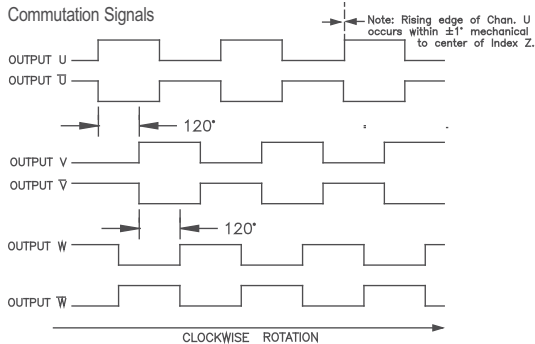 Commutation Signals
Note: Rising edge of Chan. U
occurs within ±1° mechanical
to center of Index Z.
OUTPUT U
OUTPUT U̅
120°
OUTPUT V
OUTPUT V̅
120°
OUTPUT W
OUTPUT W̅
CLOCKWISE ROTATION